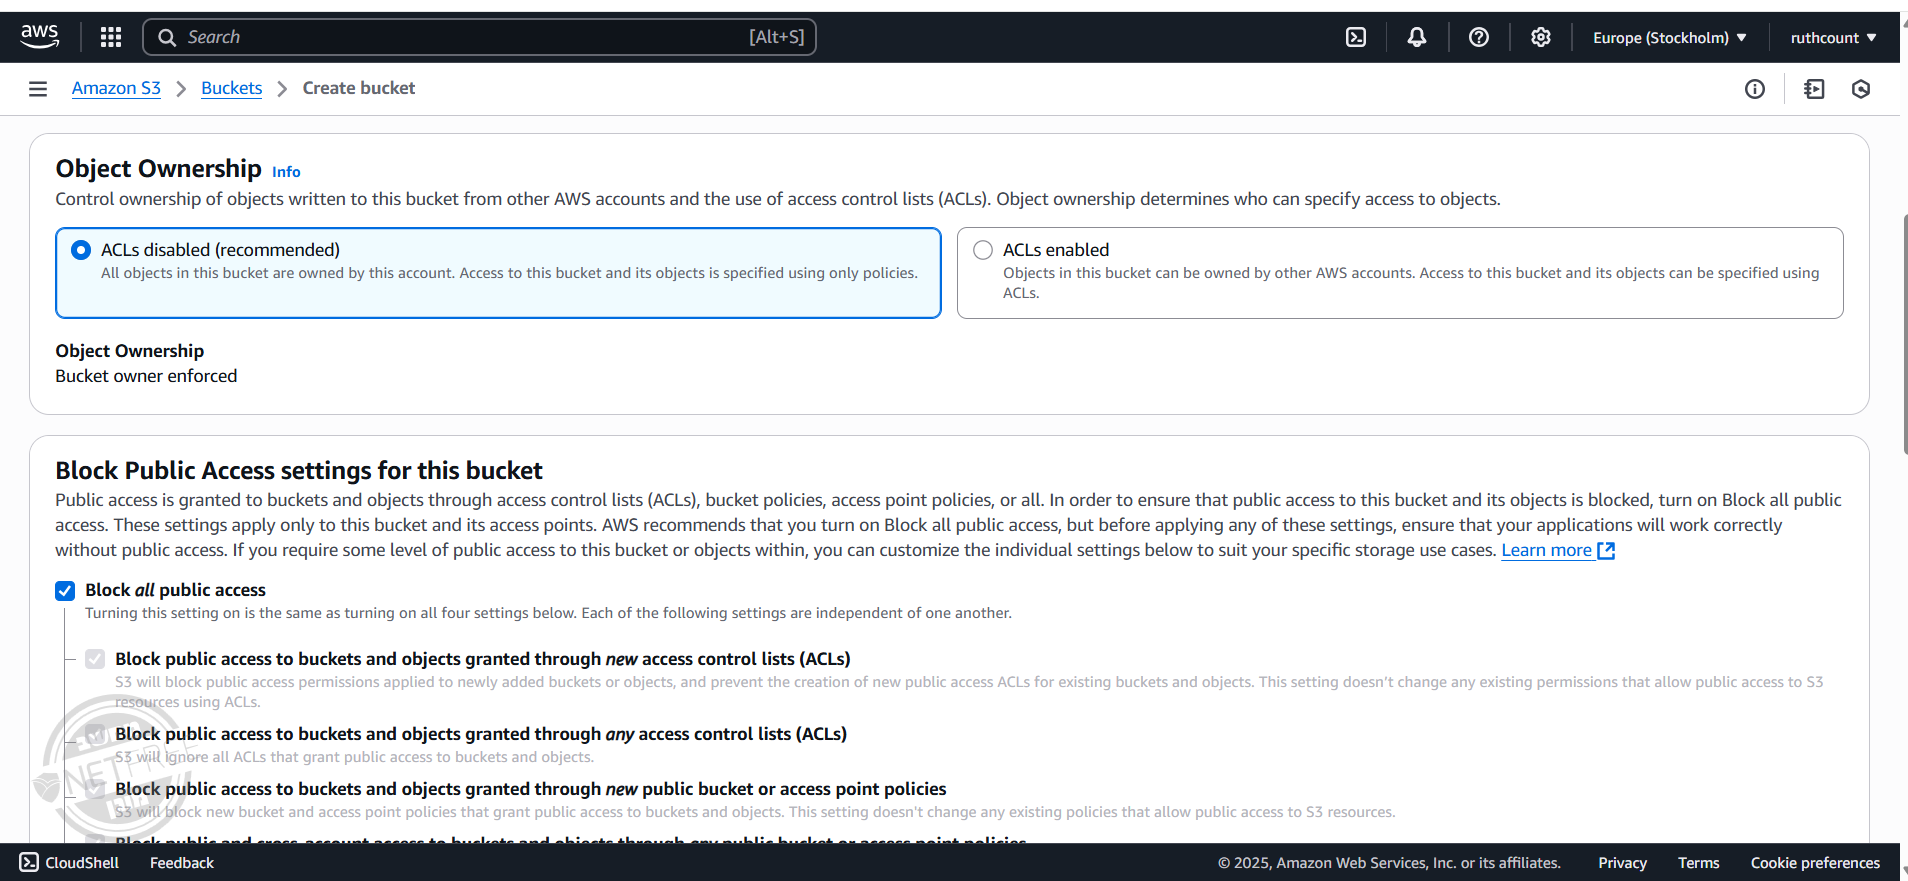 aws
Search [Alt+S]
Europe (Stockholm)
ruthcount
Amazon S3
Buckets
Create bucket
Object Ownership Info
Control ownership of objects written to this bucket from other AWS accounts and the use of access control lists (ACLs). Object ownership determines who can specify access to objects.
ACLs disabled (recommended)
All objects in this bucket are owned by this account. Access to this bucket and its objects is specified using only policies.
ACLs enabled
Objects in this bucket can be owned by other AWS accounts. Access to this bucket and its objects can be specified using
ACLs.
Object Ownership
Bucket owner enforced
Block Public Access settings for this bucket
Public access is granted to buckets and objects through access control lists (ACLs), bucket policies, access point policies, or all. In order to ensure that public access to this bucket and its objects is blocked, turn on Block all public
access. These settings apply only to this bucket and its access points. AWS recommends that you turn on Block all public access, but before applying any of these settings, ensure that your applications will work correctly
without public access. If you require some level of public access to this bucket or objects within, you can customize the individual settings below to suit your specific storage use cases. Learn more
Block all public access
Turning this setting on is the same as turning on all four settings below. Each of the following settings are independent of one another.
Block public access to buckets and objects granted through new access control lists (ACLs)
S3 will block public access permissions applied to newly added buckets or objects, and prevent the creation of new public access ACLs for existing buckets and objects. This setting doesn't change any existing permissions that allow public access to S3
resources using ACLs.
Block public access to buckets and objects granted through any access control lists (ACLs)
S3 will ignore all ACLs that grant public access to buckets and objects.
Block public access to buckets and objects granted through new public bucket or access point policies
S3 will block new bucket and access point policies that grant public access to buckets and objects. This setting doesn't change any existing policies that allow public access to S3 resources.
Block public and cross-account access to buckets and objects through any public bucket or access point policies
CloudShell
Feedback
© 2025, Amazon Web Services, Inc. or its affiliates.
Privacy
Terms
Cookie preferences